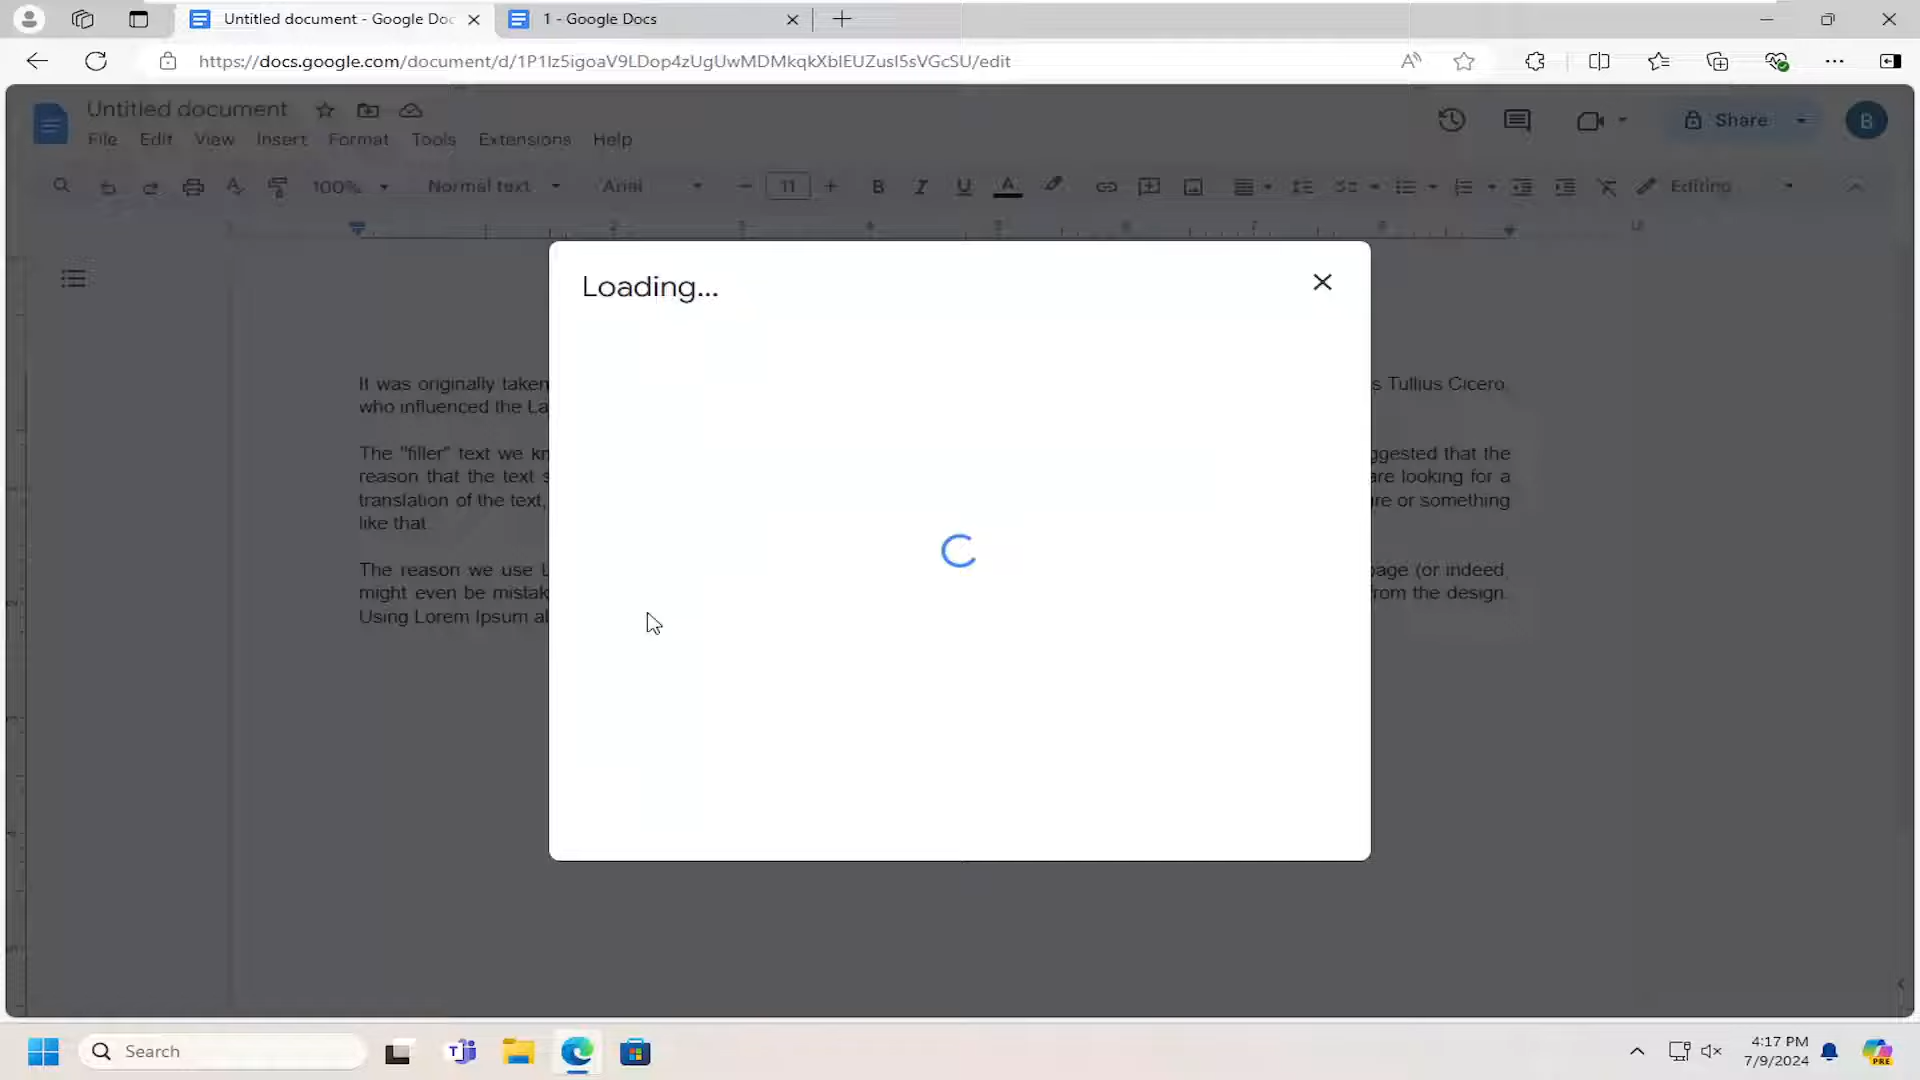 Untitled document - Google Doc
1 - Google Docs
https://docs.google.com/document/d/1P1Iz5igoaV9LDop4zUgUwMDMkqkXblEUZusI5sVGcSU/edit
Untitled document
File Edit View Insert Format Tools Extensions Help
Share
B
100% Normal text Arial 11 Editing
Loading...
It was originally taken s Tullius Cicero,
who influenced the La
The "filler" text we kn ggested that the
reason that the text s are looking for a
translation of the text, re or something
like that.
The reason we use L page (or indeed,
might even be mistak from the design.
Using Lorem Ipsum al
Search
4:17 PM
7/9/2024
PRE